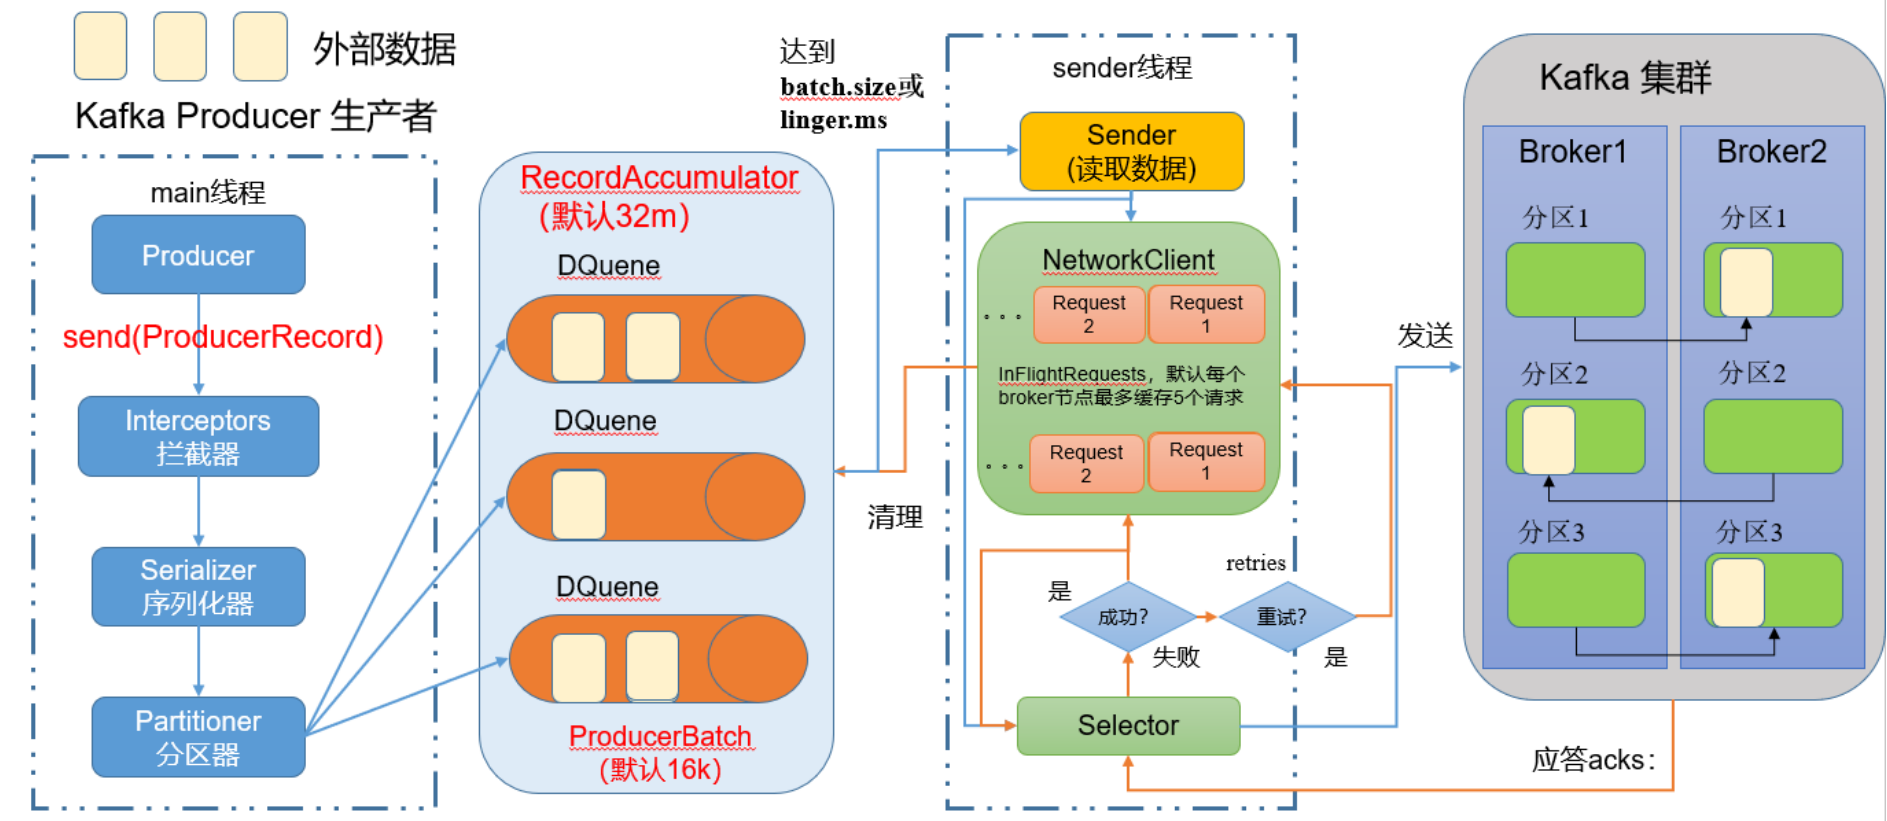 外部数据
Kafka Producer 生产者
main线程
Producer
send(ProducerRecord)
Interceptors
拦截器
Serializer
序列化器
Partitioner
分区器
RecordAccumulator
(默认32m)
DQuene
DQuene
DQuene
ProducerBatch
(默认16k)
达到
batch.size或
linger.ms
清理
sender线程
Sender
(读取数据)
NetworkClient
。。。
Request
2
Request
1
InFlightRequests，默认每个
broker节点最多缓存5个请求
。。。
Request
2
Request
1
retries
是
成功?
重试?
失败
是
Selector
发送
应答acks：
Kafka 集群
Broker1
分区1
分区2
分区3
Broker2
分区1
分区2
分区3